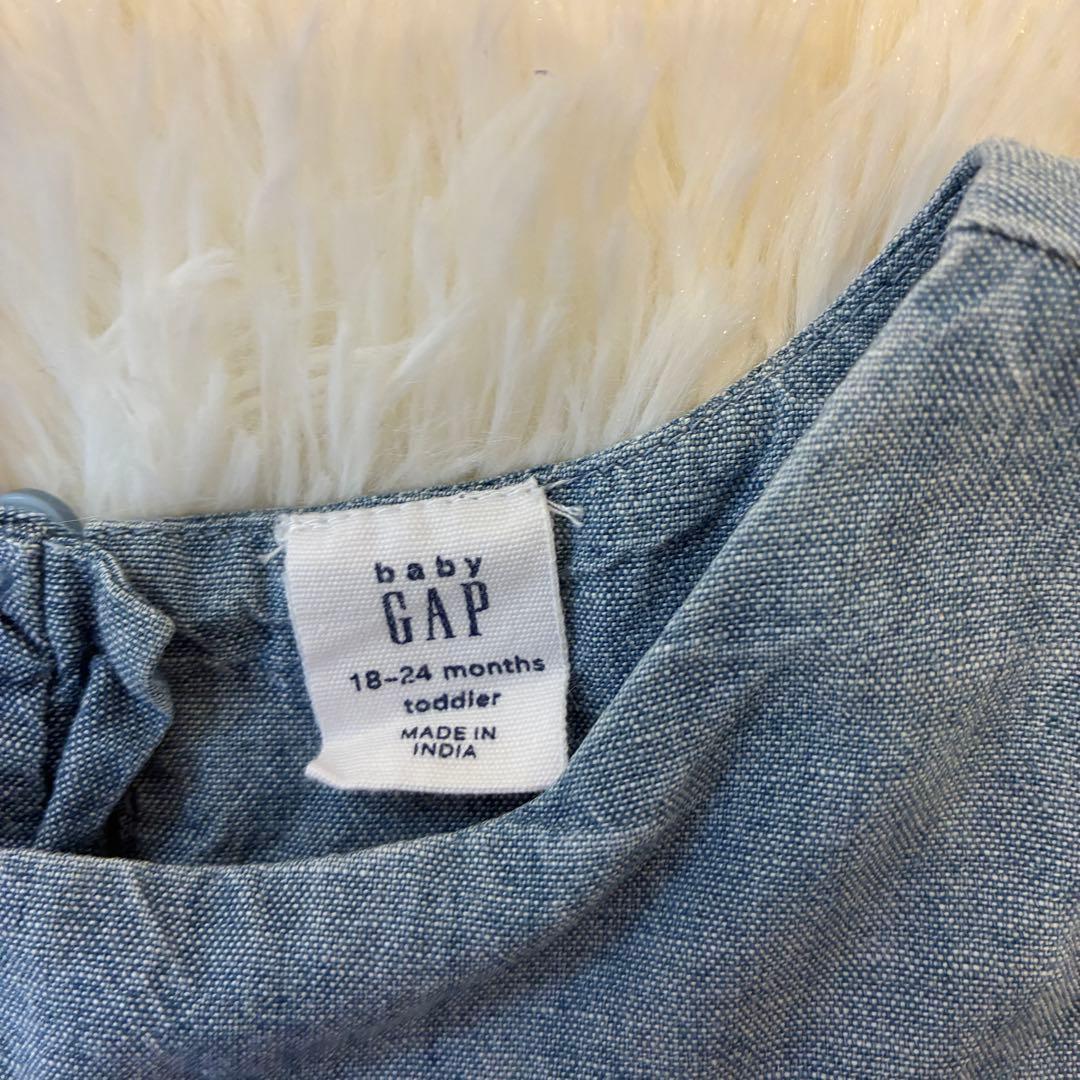 baby
GAP
18-24 months
toddler
MADE IN
INDIA